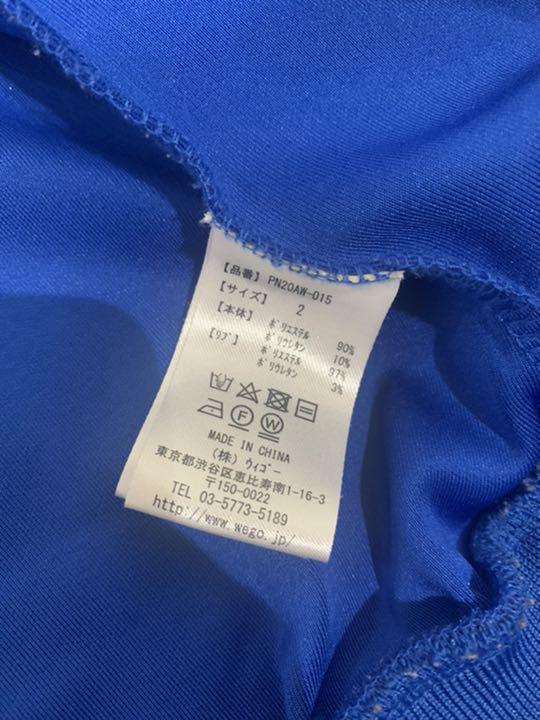 【品番】 PN20AW-015
【サイズ】 2
【本体】 ﾎﾟﾘｴｽﾃﾙ 90%
ﾎﾟﾘｳﾚﾀﾝ 10%
【ﾘﾌﾞ】 ﾎﾟﾘｴｽﾃﾙ 97%
ﾎﾟﾘｳﾚﾀﾝ 3%
F W
MADE IN CHINA
(株) ｳｨｺﾞｰ
東京都渋谷区恵比寿南1-16-3
〒150-0022
TEL 03-5773-5189
http://www.wego.jp/